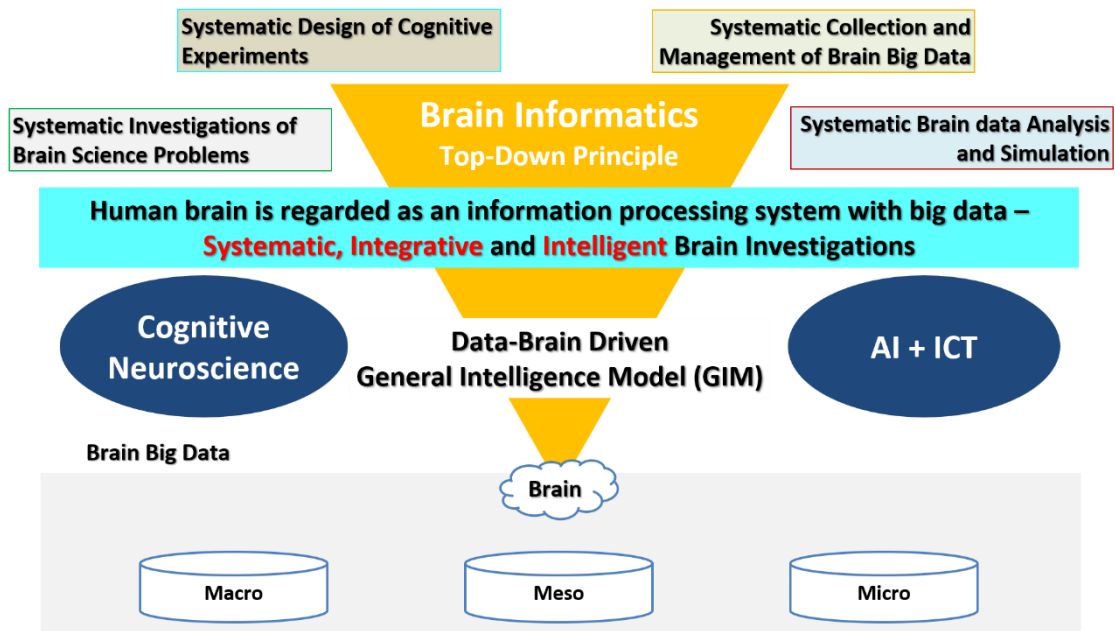 Systematic Design of Cognitive
Experiments
Systematic Collection and
Management of Brain Big Data
Systematic Investigations of
Brain Science Problems
Brain Informatics
Top-Down Principle
Systematic Brain data Analysis
and Simulation
Human brain is regarded as an information processing system with big data –
Systematic, Integrative and Intelligent Brain Investigations
Cognitive
Neuroscience
Data-Brain Driven
General Intelligence Model (GIM)
AI + ICT
Brain Big Data
Brain
Macro
Meso
Micro